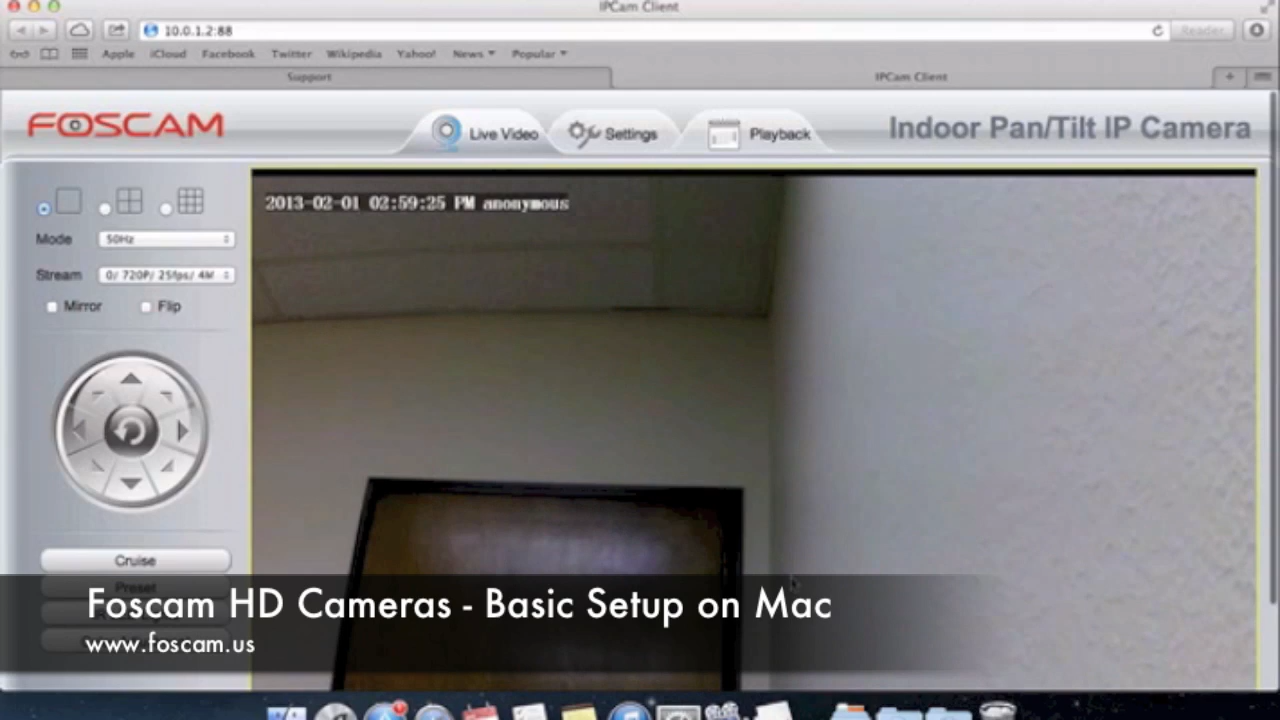 IPCam Client
10.0.1.2:88
Reader
Apple iCloud Facebook Twitter Wikipedia Yahoo! News Popular
Support
IPCam Client
FOSCAM
Live Video
Settings
Playback
Indoor Pan/Tilt IP Camera
2013-02-01 02:59:25 PM anonymous
Mode 50Hz
Stream 0/ 720P/ 25fps/ 4M
Mirror Flip
Cruise
Preset
Foscam HD Cameras - Basic Setup on Mac
www.foscam.us